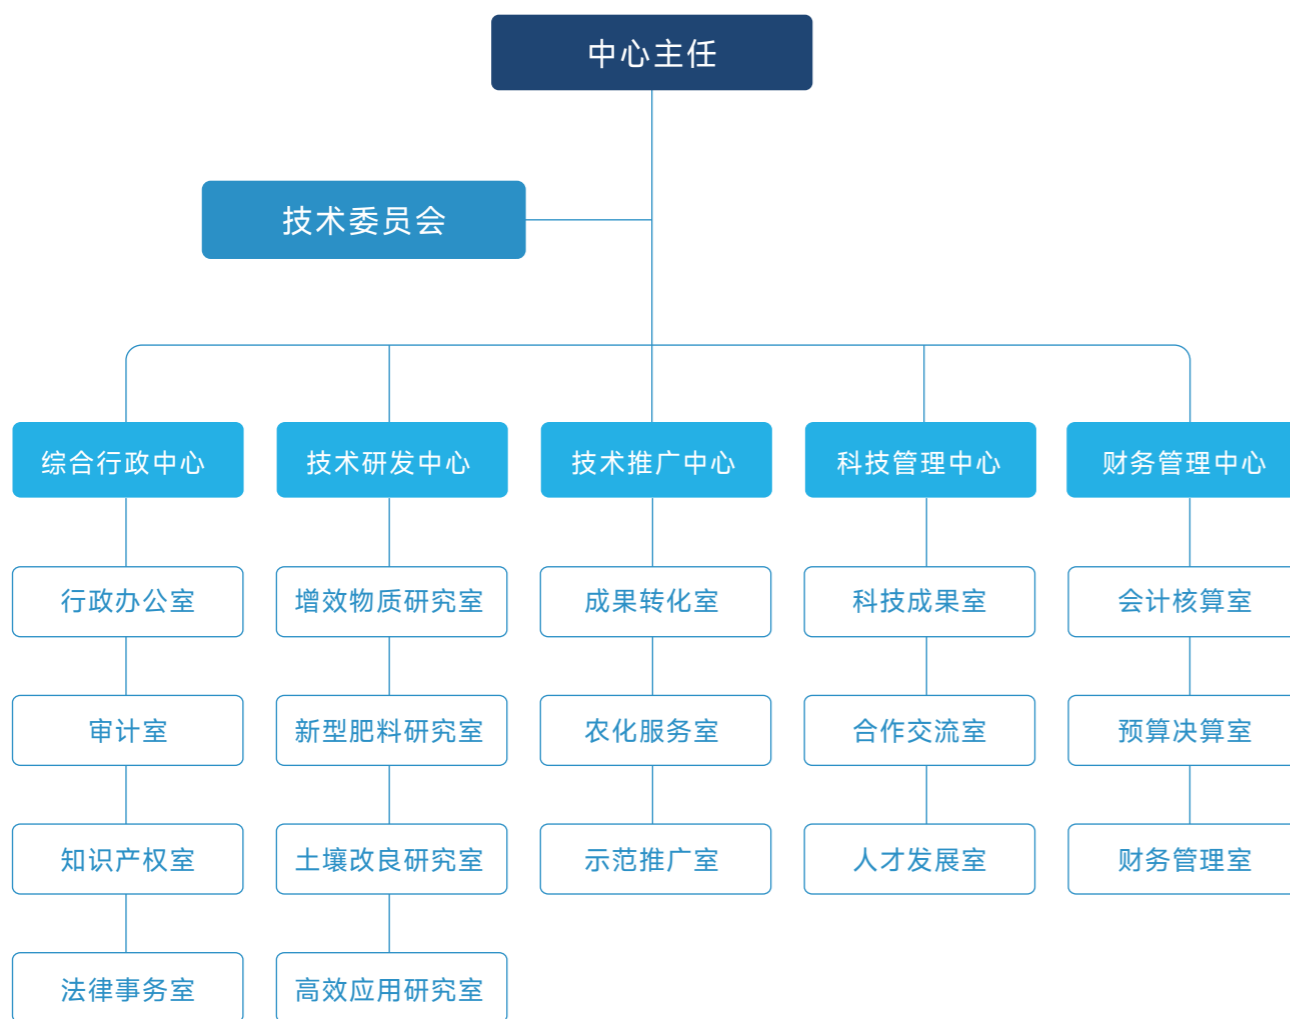 中心主任
技术委员会
综合行政中心
技术研发中心
技术推广中心
科技管理中心
财务管理中心
行政办公室
增效物质研究室
成果转化室
科技成果室
会计核算室
审计室
新型肥料研究室
农化服务室
合作交流室
预算决算室
知识产权室
土壤改良研究室
示范推广室
人才发展室
财务管理室
法律事务室
高效应用研究室